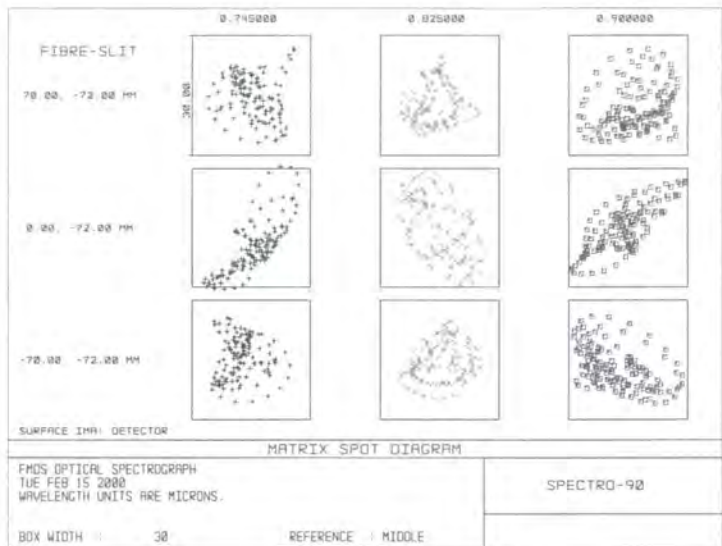 0.745000 0.825000 0.900000
FIBRE-SLIT
70.00, -72.00 MM
30.00
0.00, -72.00 MM
-70.00 -72.00 MM
SURFACE IMA: DETECTOR
MATRIX SPOT DIAGRAM
FMOS OPTICAL SPECTROGRAPH
TUE FEB 15 2000
WAVELENGTH UNITS ARE MICRONS.
SPECTRO-90
BOX WIDTH : 30 REFERENCE : MIDDLE